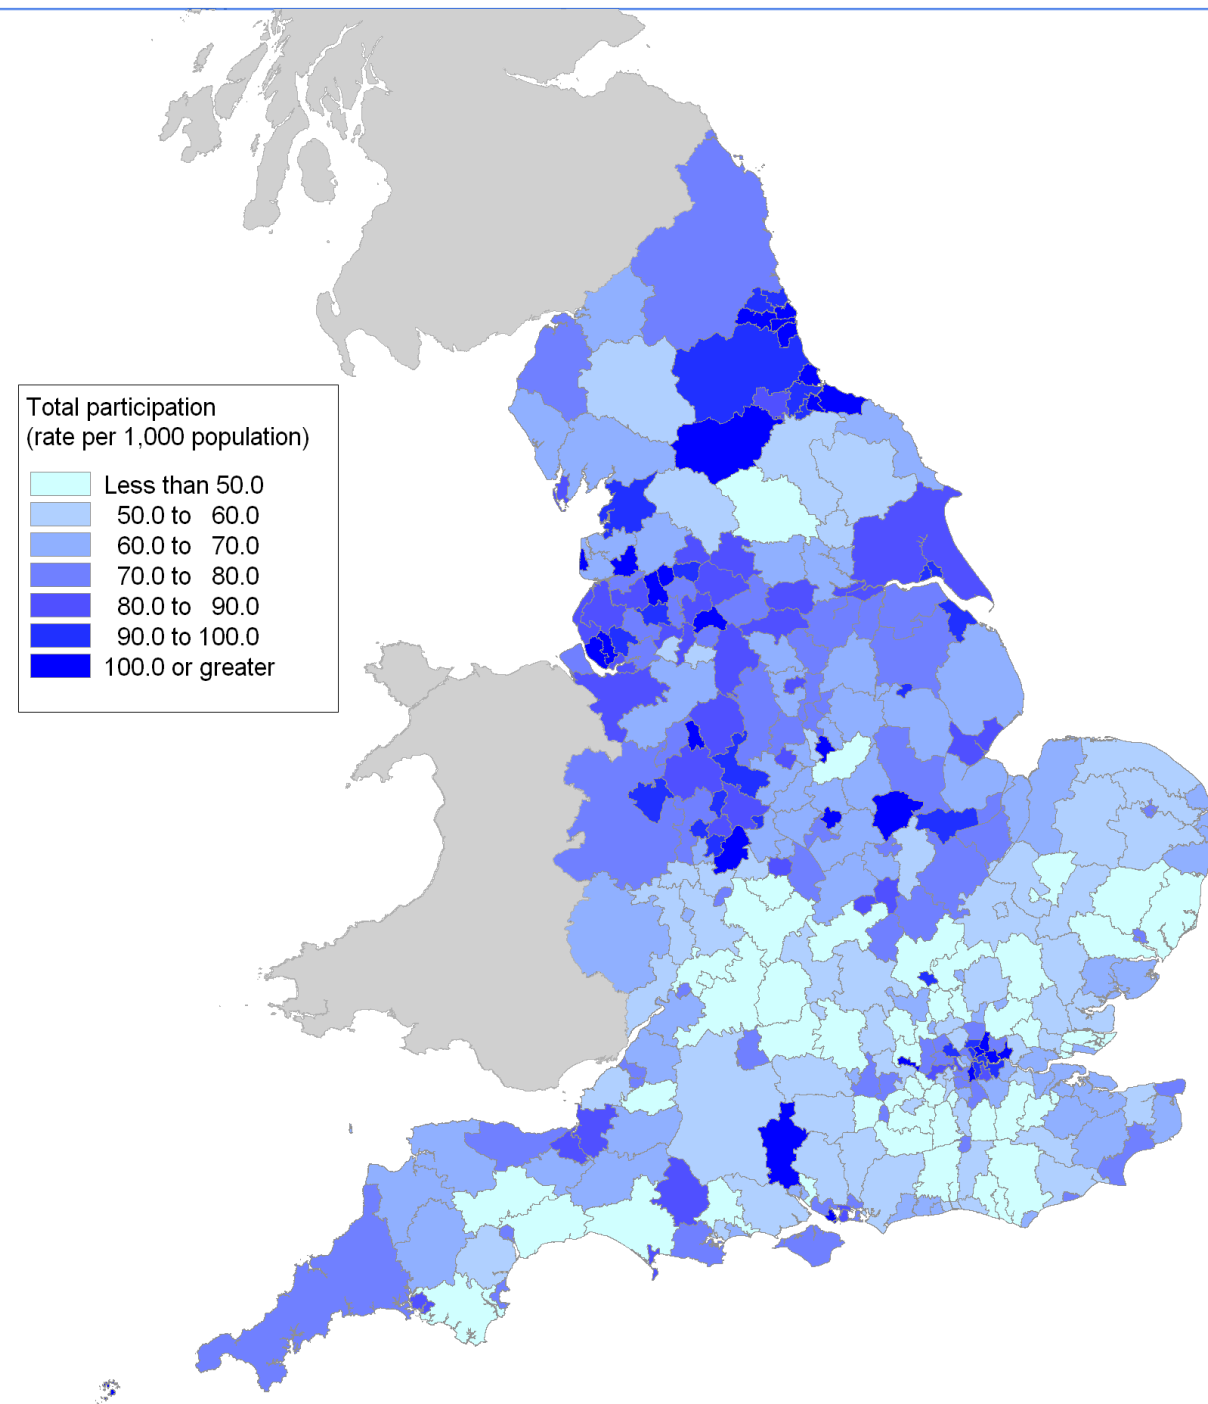 Total participation
(rate per 1,000 population)
Less than 50.0
50.0 to 60.0
60.0 to 70.0
70.0 to 80.0
80.0 to 90.0
90.0 to 100.0
100.0 or greater